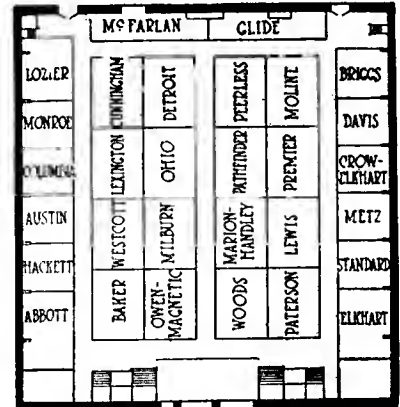 McFARLAN
GLIDE
LOZIER
MONROE
COLUMBIA
AUSTIN
HACKETT
ABBOTT
CUNNINGHAM
DETROIT
LEXINGTON
OHIO
WESTCOTT
MILBURN
BAKER
OWEN-
MAGNETIC
PEERLESS
MOLINE
PATHFINDER
PREMIER
MARION-
HANDLEY
LEWIS
WOODS
PATERSON
BRIGGS
DAVIS
CROW-
ELKHART
METZ
STANDARD
ELKHART